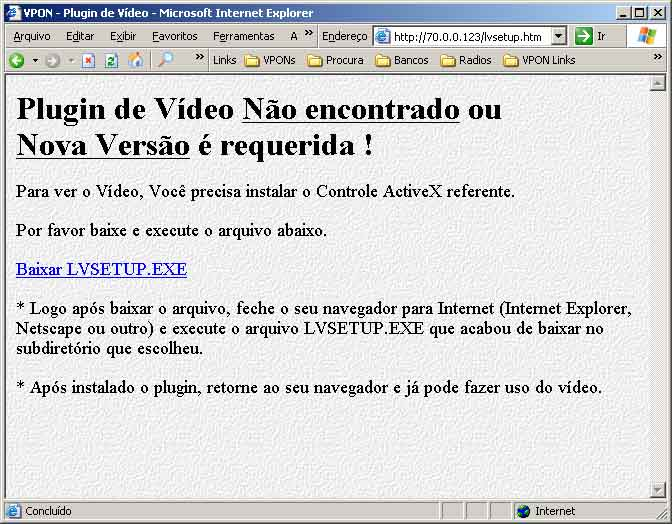 VPON - Plugin de Vídeo - Microsoft Internet Explorer
Arquivo Editar Exibir Favoritos Ferramentas A » Endereço http://70.0.0.123/lvsetup.htm Ir
» Links VPONs Procura Bancos Radios VPON Links »
Plugin de Vídeo Não encontrado ou
Nova Versão é requerida !
Para ver o Vídeo, Você precisa instalar o Controle ActiveX referente.
Por favor baixe e execute o arquivo abaixo.
Baixar LVSETUP.EXE
* Logo após baixar o arquivo, feche o seu navegador para Internet (Internet Explorer,
Netscape ou outro) e execute o arquivo LVSETUP.EXE que acabou de baixar no
subdiretório que escolheu.
* Após instalado o plugin, retorne ao seu navegador e já pode fazer uso do vídeo.
Concluído Internet